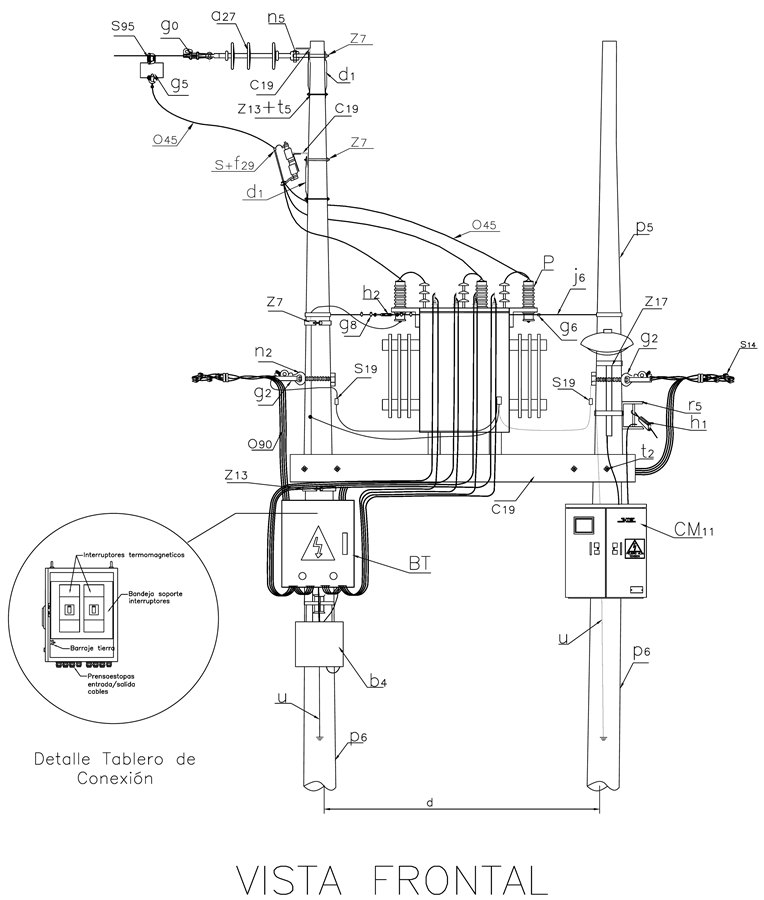 S95
g0
a27
n5
Z7
g5
C19
d1
Z13+t5
C19
O45
Z7
S+f29
d1
O45
p5
P
j6
h2
Z17
Z7
g8
g6
g2
n2
S14
g2
S19
S19
r5
h1
O90
t2
Z13
C19
CM11
BT
Interruptores termomagneticos
Bandeja soporte
interruptores
Barraje tierra
Prensaestopas
entrada/salida
cables
u
p6
b4
u
p6
Detalle Tablero de
Conexión
d
VISTA FRONTAL